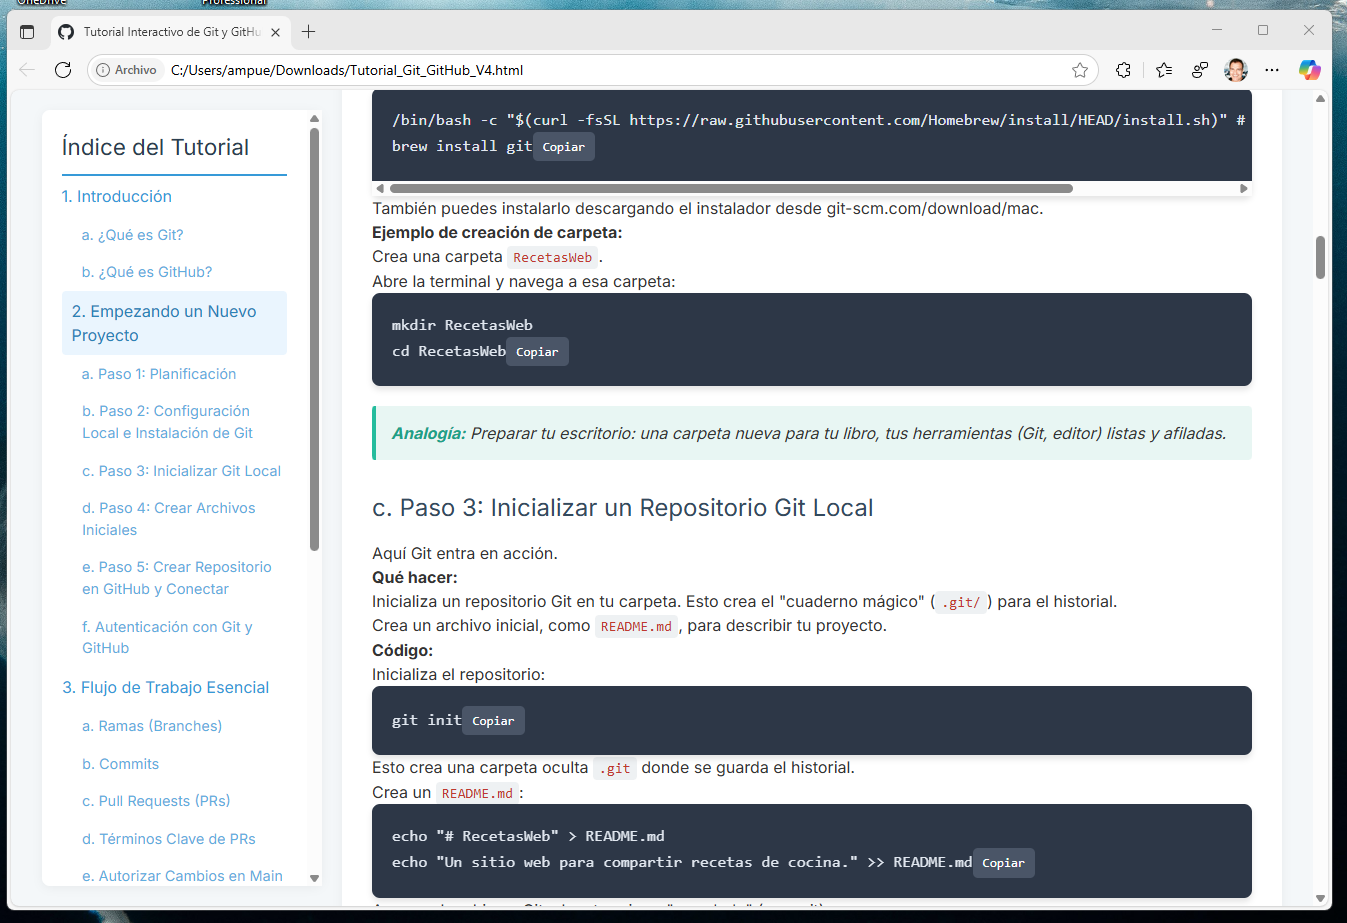 OneDrive
Professional
Tutorial Interactivo de Git y GitHu
Archivo
C:/Users/ampue/Downloads/Tutorial_Git_GitHub_V4.html
Índice del Tutorial
1. Introducción
a. ¿Qué es Git?
b. ¿Qué es GitHub?
2. Empezando un Nuevo
Proyecto
a. Paso 1: Planificación
b. Paso 2: Configuración
Local e Instalación de Git
c. Paso 3: Inicializar Git Local
d. Paso 4: Crear Archivos
Iniciales
e. Paso 5: Crear Repositorio
en GitHub y Conectar
f. Autenticación con Git y
GitHub
3. Flujo de Trabajo Esencial
a. Ramas (Branches)
b. Commits
c. Pull Requests (PRs)
d. Términos Clave de PRs
e. Autorizar Cambios en Main
/bin/bash -c "$(curl -fsSL https://raw.githubusercontent.com/Homebrew/install/HEAD/install.sh)" #
brew install git Copiar
También puedes instalarlo descargando el instalador desde git-scm.com/download/mac.
Ejemplo de creación de carpeta:
Crea una carpeta RecetasWeb.
Abre la terminal y navega a esa carpeta:
mkdir RecetasWeb
cd RecetasWeb Copiar
Analogía: Preparar tu escritorio: una carpeta nueva para tu libro, tus herramientas (Git, editor) listas y afiladas.
c. Paso 3: Inicializar un Repositorio Git Local
Aquí Git entra en acción.
Qué hacer:
Inicializa un repositorio Git en tu carpeta. Esto crea el "cuaderno mágico" ( .git/ ) para el historial.
Crea un archivo inicial, como README.md, para describir tu proyecto.
Código:
Inicializa el repositorio:
git init Copiar
Esto crea una carpeta oculta .git donde se guarda el historial.
Crea un README.md:
echo "# RecetasWeb" > README.md
echo "Un sitio web para compartir recetas de cocina." >> README.md Copiar